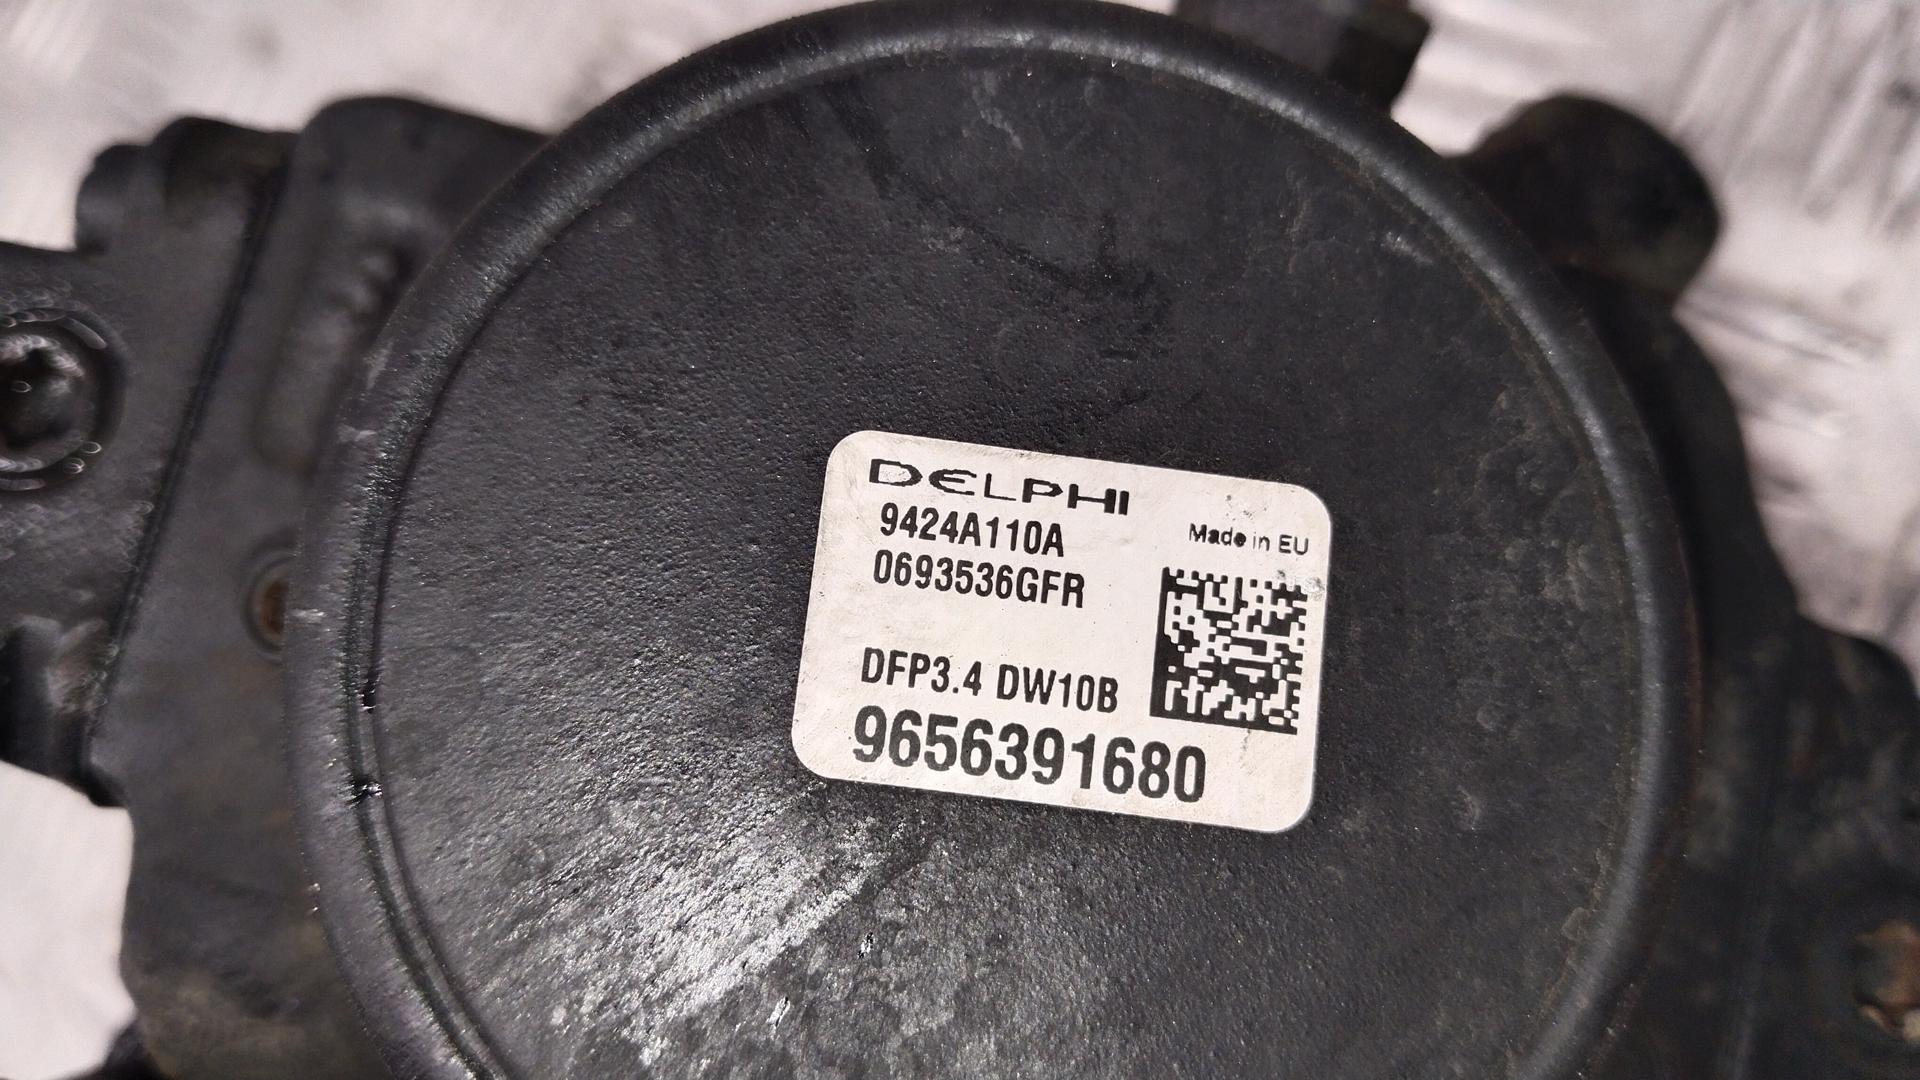 DELPHI
9424A110A
Made in EU
0693536GFR
DFP3.4 DW10B
9656391680